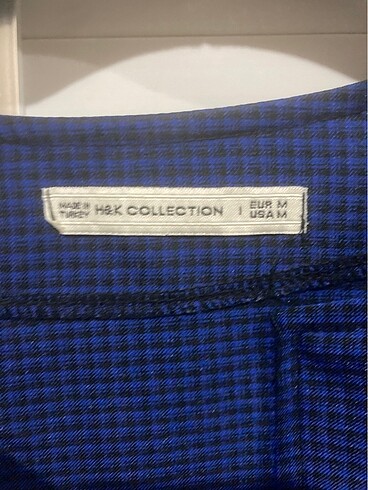 MADE IN
TURKEY
H&K COLLECTION
EUR M
USA M